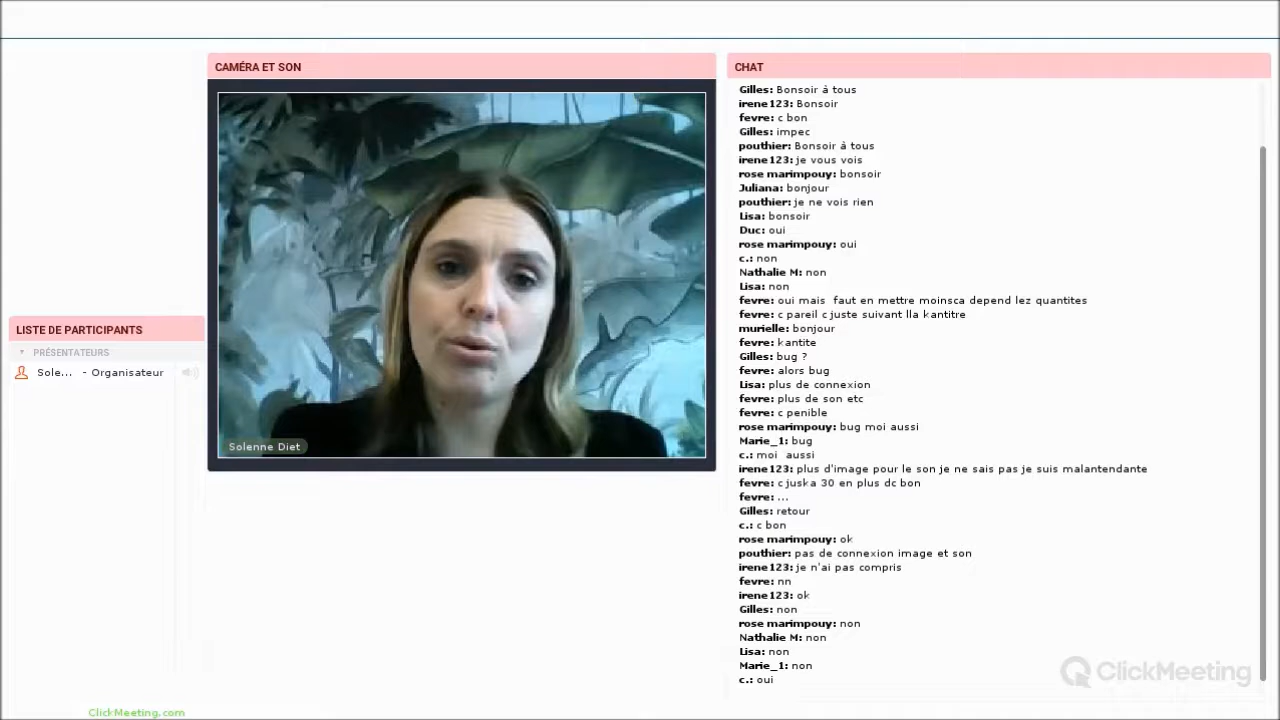 CAMÉRA ET SON
Solenne Diet
LISTE DE PARTICIPANTS
PRÉSENTATEURS
Sole... - Organisateur
ClickMeeting.com
CHAT
Gilles: Bonsoir à tous
irene123: Bonsoir
fevre: c bon
Gilles: impec
pouthier: Bonsoir à tous
irene123: je vous vois
rose marimpouy: bonsoir
Juliana: bonjour
pouthier: je ne vois rien
Lisa: bonsoir
Duc: oui
rose marimpouy: oui
c.: non
Nathalie M: non
Lisa: non
fevre: oui mais faut en mettre moinsca depend lez quantites
fevre: c pareil c juste suivant lla kantitre
murielle: bonjour
fevre: kantite
Gilles: bug ?
fevre: alors bug
Lisa: plus de connexion
fevre: plus de son etc
fevre: c penible
rose marimpouy: bug moi aussi
Marie_1: bug
c.: moi aussi
irene123: plus d'image pour le son je ne sais pas je suis malantendante
fevre: c juska 30 en plus dc bon
fevre: ...
Gilles: retour
c.: c bon
rose marimpouy: ok
pouthier: pas de connexion image et son
irene123: je n'ai pas compris
fevre: nn
irene123: ok
Gilles: non
rose marimpouy: non
Nathalie M: non
Lisa: non
Marie_1: non
c.: oui
ClickMeeting